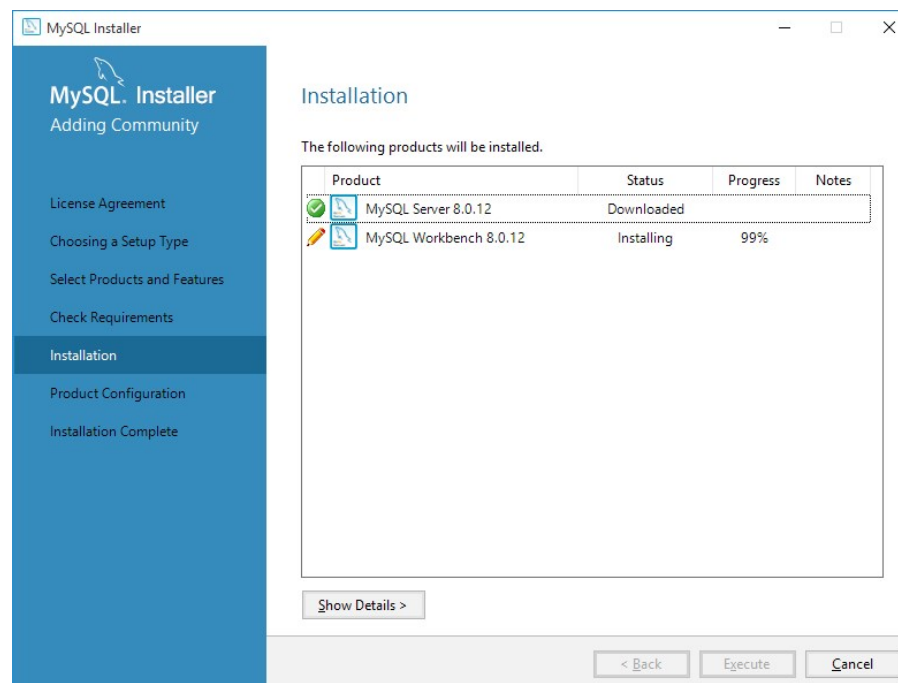 MySQL Installer
MySQL. Installer
Adding Community
License Agreement
Choosing a Setup Type
Select Products and Features
Check Requirements
Installation
Product Configuration
Installation Complete
Installation
The following products will be installed.
Product Status Progress Notes
MySQL Server 8.0.12 Downloaded
MySQL Workbench 8.0.12 Installing 99%
Show Details >
< Back Execute Cancel